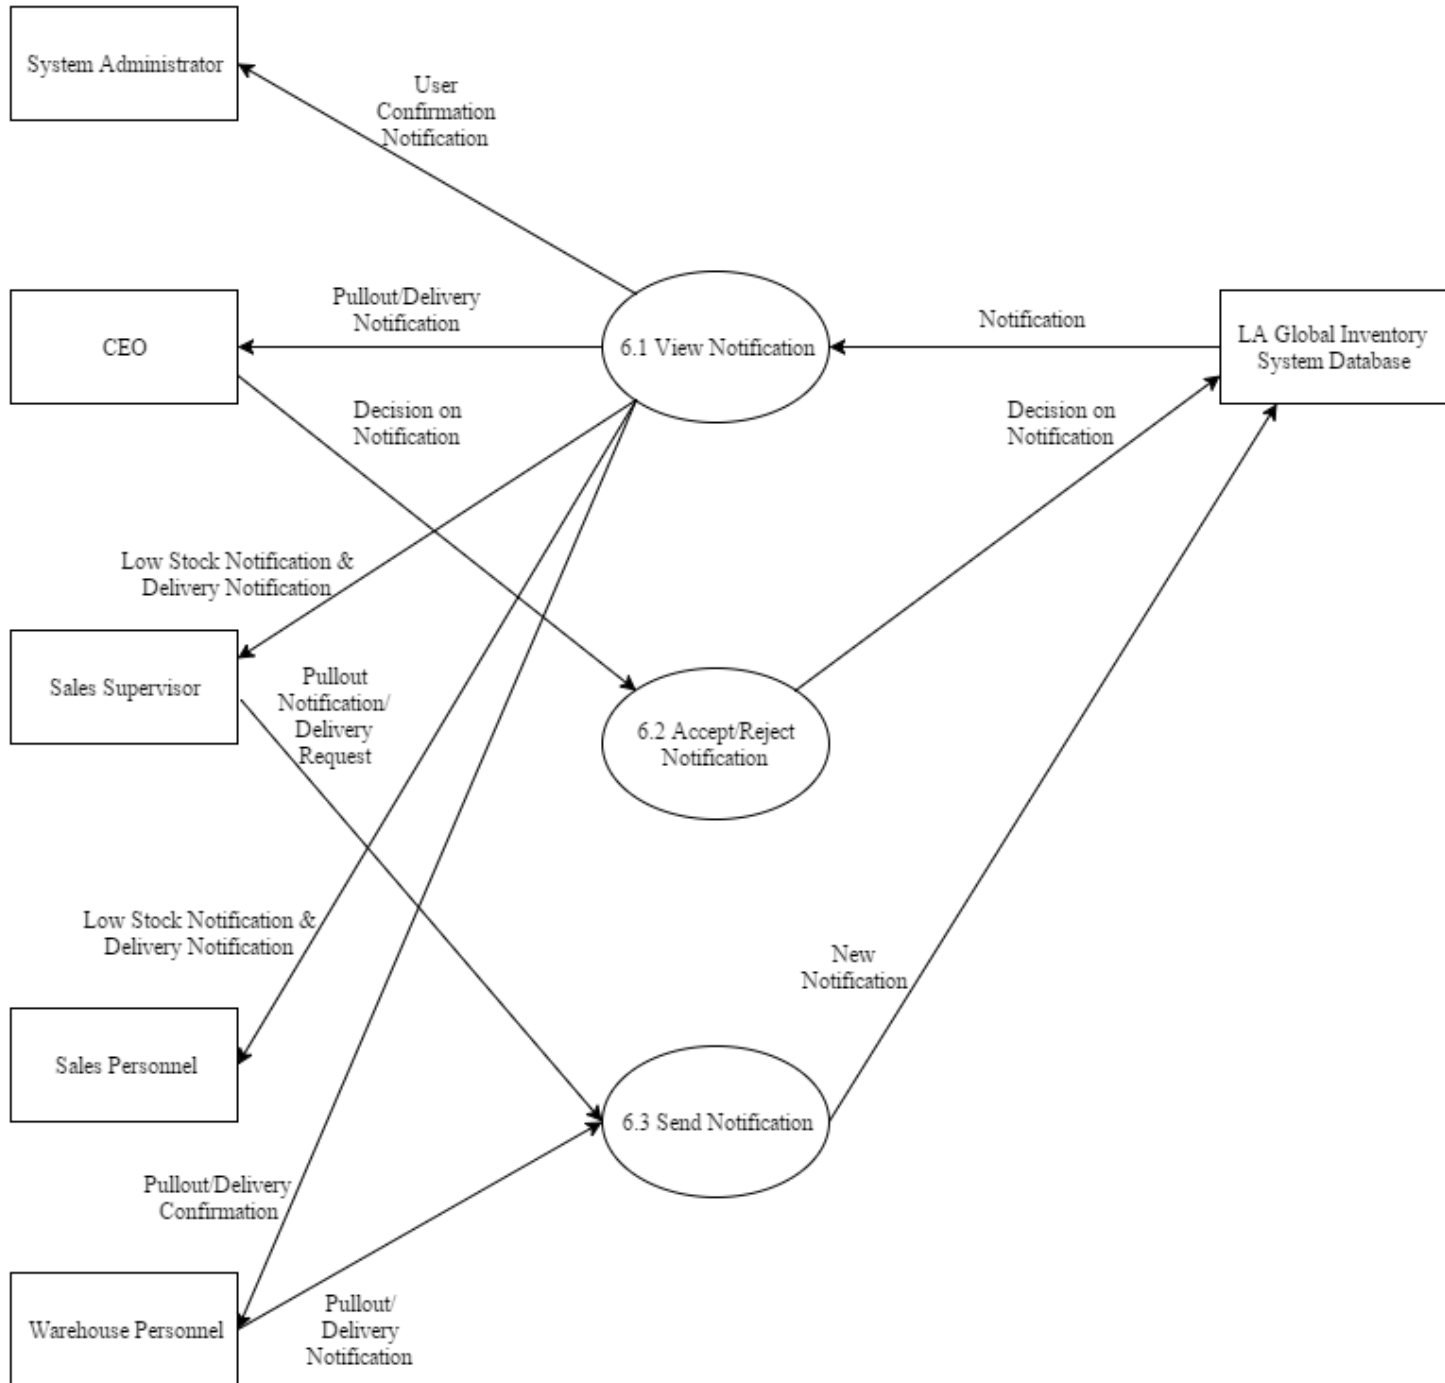 System Administrator
User
Confirmation
Notification
Pullout/Delivery
Notification
Notification
CEO
6.1 View Notification
LA Global Inventory
System Database
Decision on
Notification
Decision on
Notification
Low Stock Notification &
Delivery Notification
Sales Supervisor
Pullout
Notification/
Delivery
Request
6.2 Accept/Reject
Notification
Low Stock Notification &
Delivery Notification
New
Notification
Sales Personnel
6.3 Send Notification
Pullout/Delivery
Confirmation
Warehouse Personnel
Pullout/
Delivery
Notification